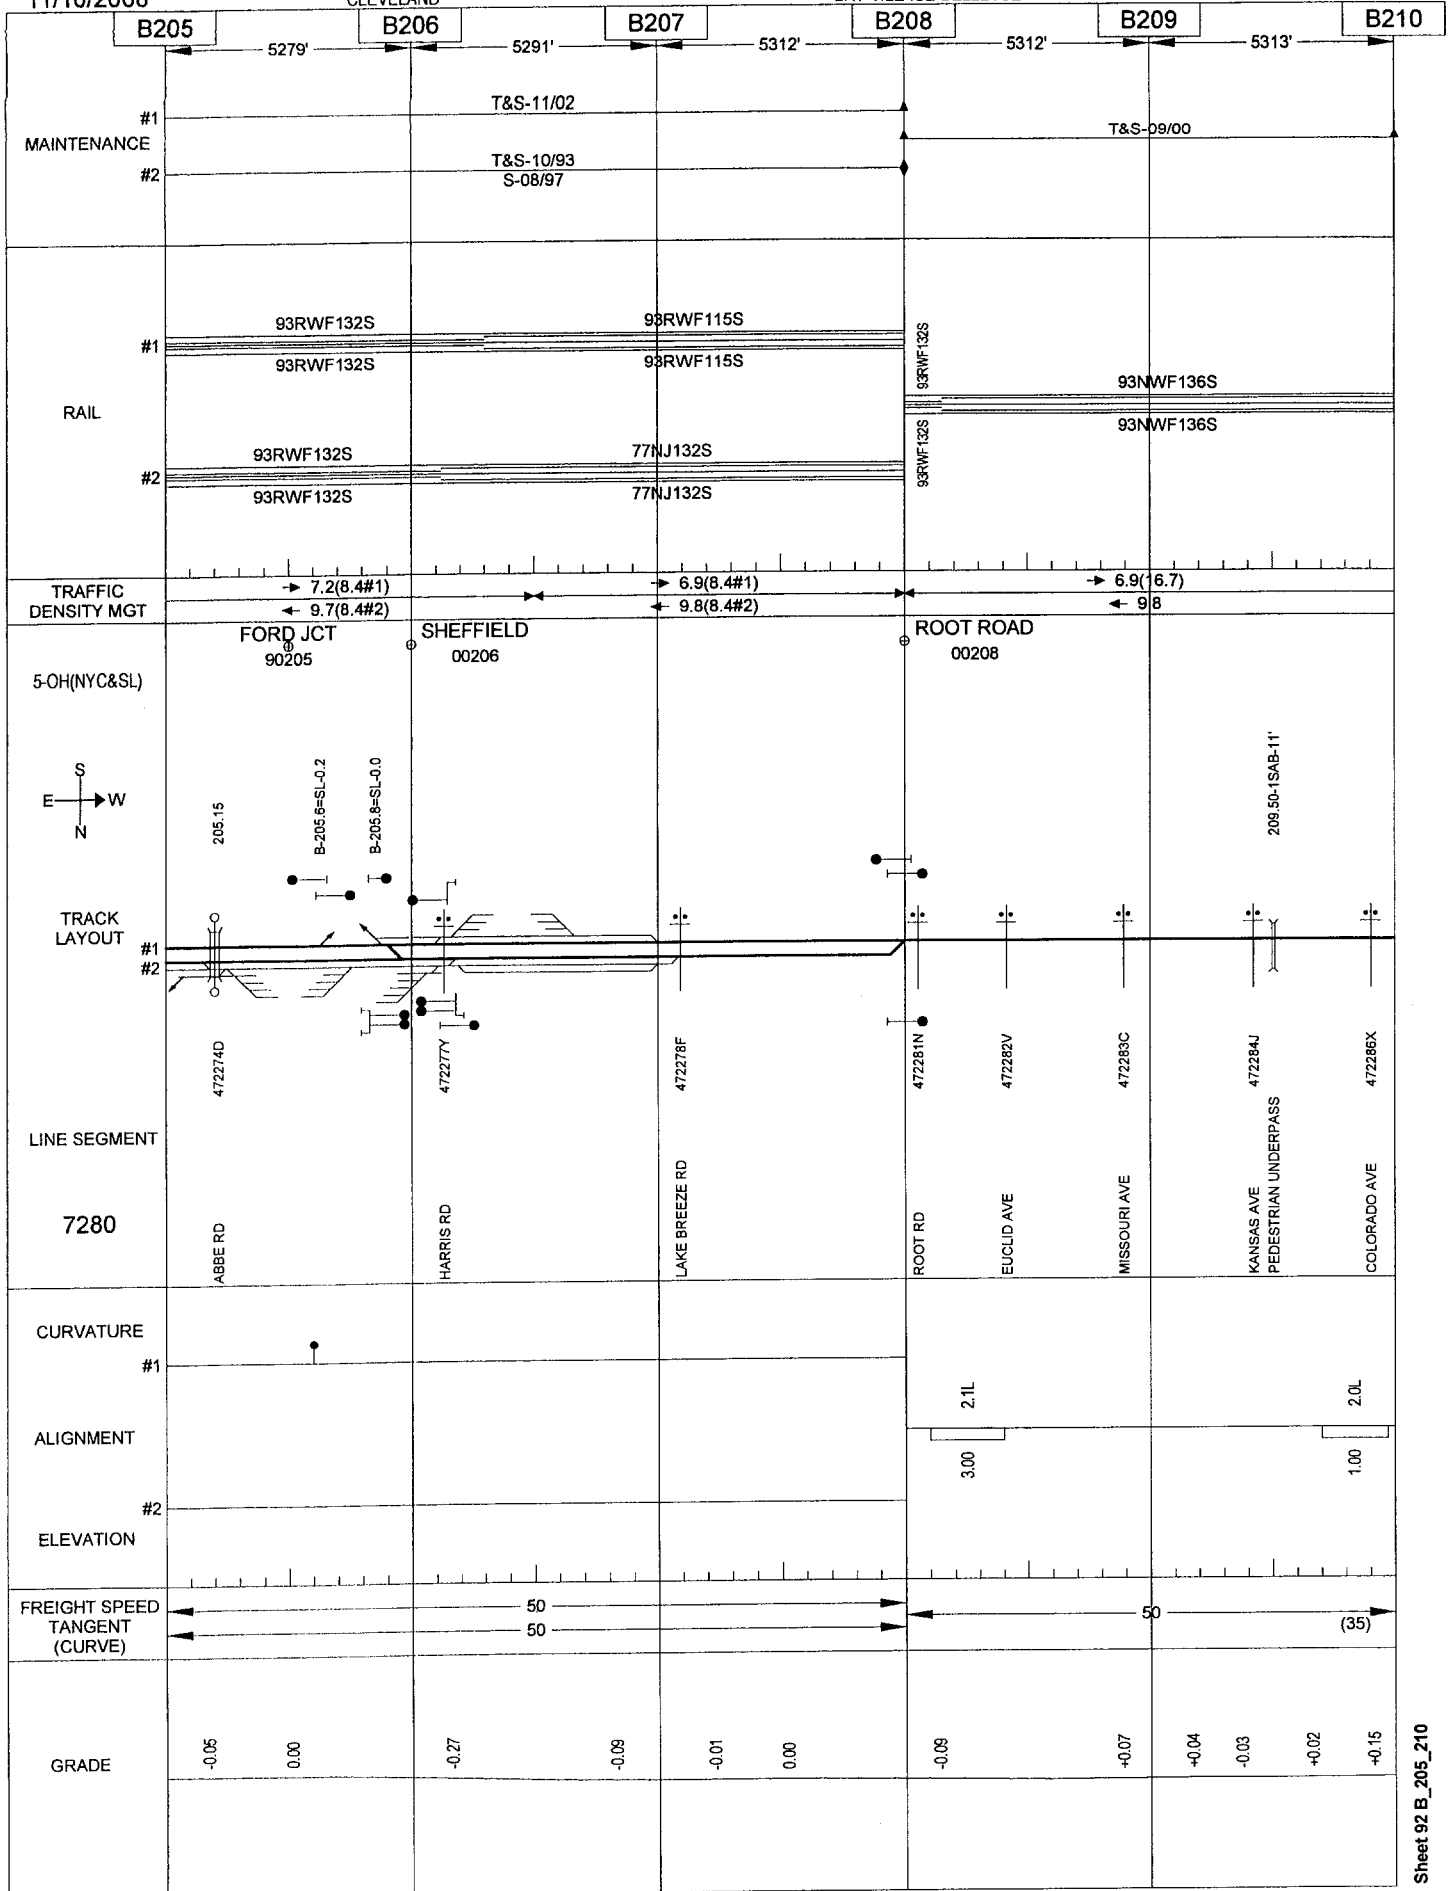 11/10/2008
CLEVELAND
B205 B206 B207 B208 B209 B210
5279' 5291' 5312' 5312' 5313'
MAINTENANCE
#1
T&S-11/02
T&S-09/00
#2
T&S-10/93
S-08/97
RAIL
#1
93RWF132S 93RWF115S
93RWF132S 93RWF115S
93RWF132S
93RWF132S
93NWF136S
93NWF136S
#2
93RWF132S 77NJ132S
93RWF132S 77NJ132S
TRAFFIC
DENSITY MGT
7.2(8.4#1) 6.9(8.4#1) 6.9(16.7)
9.7(8.4#2) 9.8(8.4#2) 9.8
FORD JCT
90205
SHEFFIELD
00206
ROOT ROAD
00208
5-OH(NYC&SL)
S
E W
N
205.15
B-205.6=SL-0.2
B-205.8=SL-0.0
209.50-1SAB-11'
TRACK
LAYOUT
#1
#2
472274D
472277Y
472278F
472281N
472282V
472283C
472284J
472286X
LINE SEGMENT
7280
ABBE RD
HARRIS RD
LAKE BREEZE RD
ROOT RD
EUCLID AVE
MISSOURI AVE
KANSAS AVE
PEDESTRIAN UNDERPASS
COLORADO AVE
CURVATURE
#1
ALIGNMENT
2.1L
3.00
2.0L
1.00
#2
ELEVATION
FREIGHT SPEED
TANGENT
(CURVE)
50
50
50
(35)
GRADE
-0.05
0.00
-0.27
-0.09
-0.01
0.00
-0.09
+0.07
+0.04
-0.03
+0.02
+0.15
Sheet 92 B_205_210